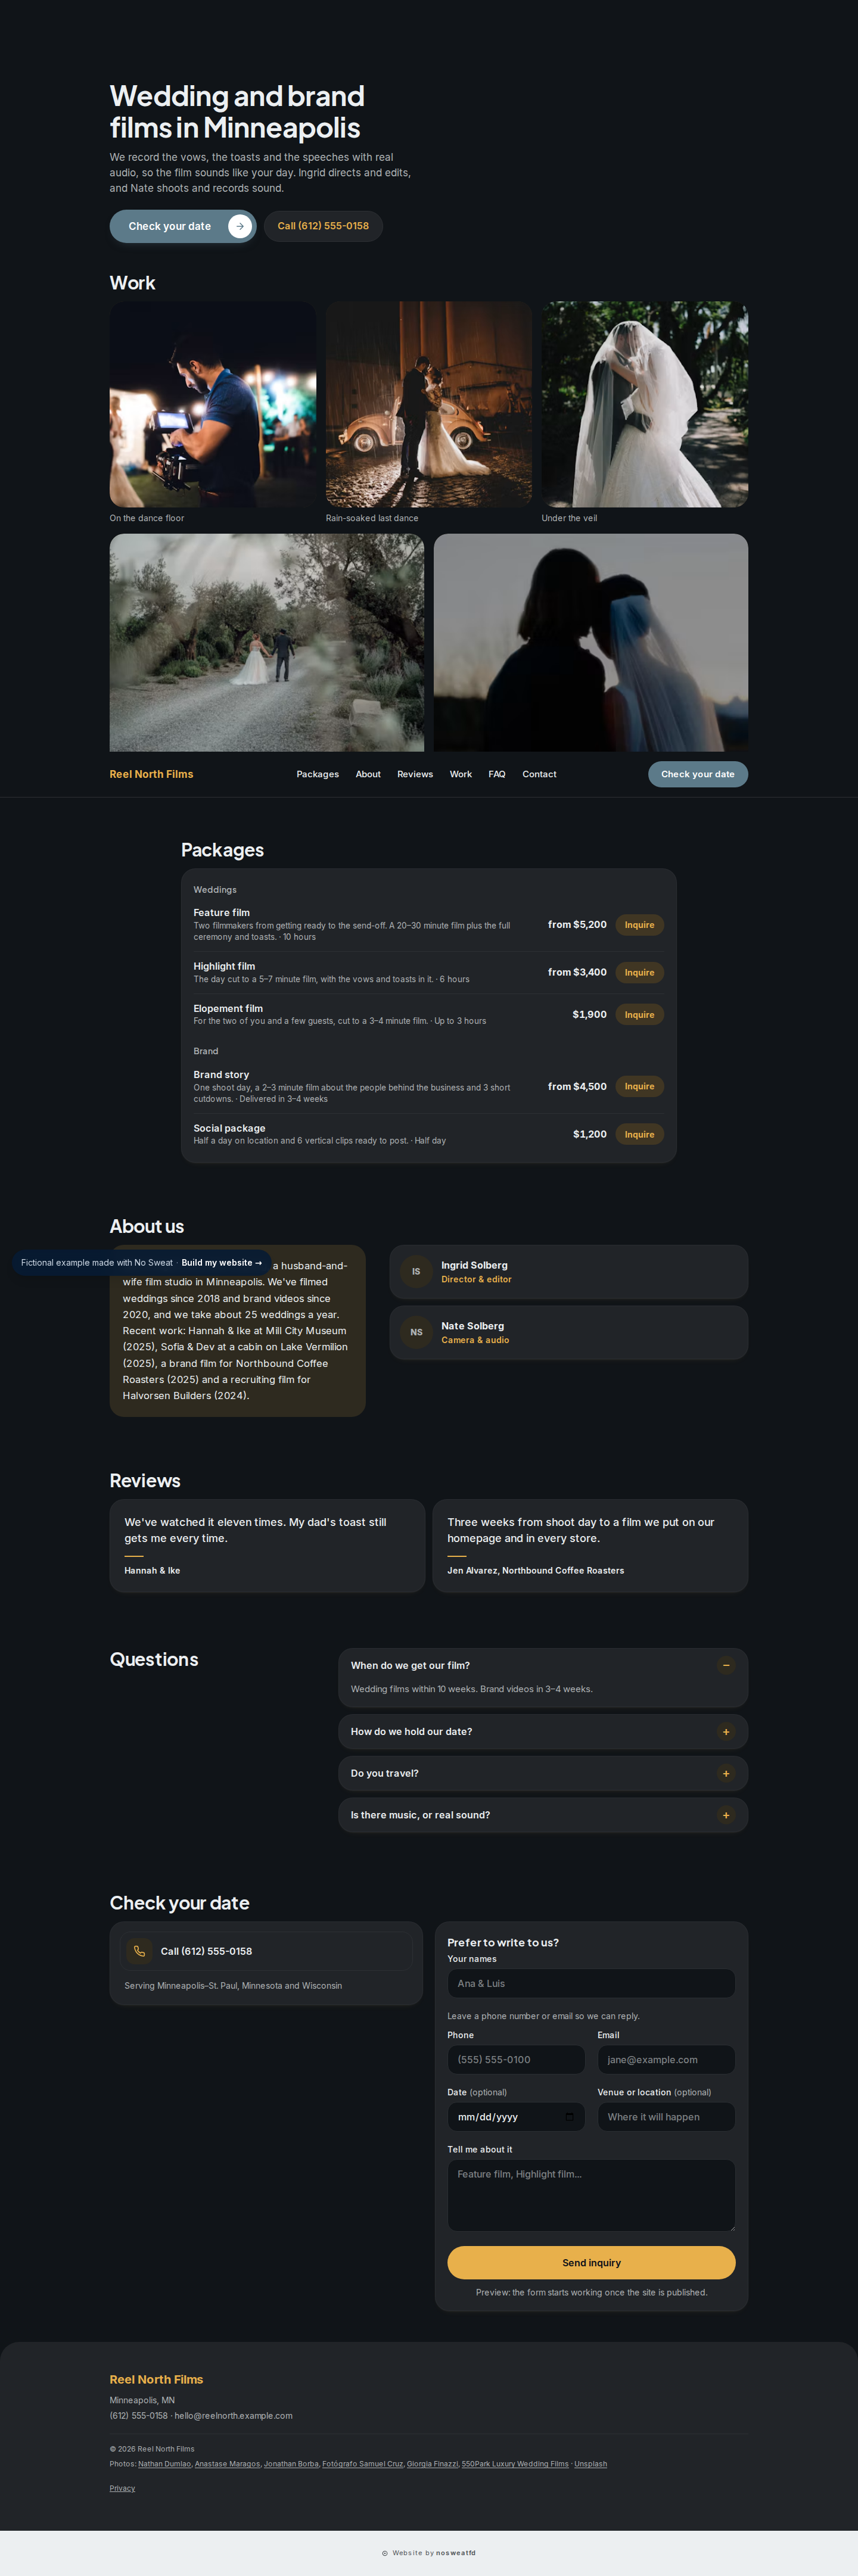 Wedding and brand
films in Minneapolis
We record the vows, the toasts and the speeches with real
audio, so the film sounds like your day. Ingrid directs and edits,
and Nate shoots and records sound.
Check your date
Call (612) 555-0158
Work
On the dance floor
Rain-soaked last dance
Under the veil
Reel North Films
Packages About Reviews Work FAQ Contact
Check your date
Packages
Weddings
Feature film
Two filmmakers from getting ready to the send-off. A 20–30 minute film plus the full
ceremony and toasts. · 10 hours
from $5,200 Inquire
Highlight film
The day cut to a 5–7 minute film, with the vows and toasts in it. · 6 hours
from $3,400 Inquire
Elopement film
For the two of you and a few guests, cut to a 3–4 minute film. · Up to 3 hours
$1,900 Inquire
Brand
Brand story
One shoot day, a 2–3 minute film about the people behind the business and 3 short
cutdowns. · Delivered in 3–4 weeks
from $4,500 Inquire
Social package
Half a day on location and 6 vertical clips ready to post. · Half day
$1,200 Inquire
About us
Fictional example made with No Sweat · Build my website →
a husband-and-
wife film studio in Minneapolis. We've filmed
weddings since 2018 and brand videos since
2020, and we take about 25 weddings a year.
Recent work: Hannah & Ike at Mill City Museum
(2025), Sofia & Dev at a cabin on Lake Vermilion
(2025), a brand film for Northbound Coffee
Roasters (2025) and a recruiting film for
Halvorsen Builders (2024).
IS
Ingrid Solberg
Director & editor
NS
Nate Solberg
Camera & audio
Reviews
We've watched it eleven times. My dad's toast still
gets me every time.
Hannah & Ike
Three weeks from shoot day to a film we put on our
homepage and in every store.
Jen Alvarez, Northbound Coffee Roasters
Questions
When do we get our film?
Wedding films within 10 weeks. Brand videos in 3–4 weeks.
How do we hold our date?
Do you travel?
Is there music, or real sound?
Check your date
Call (612) 555-0158
Serving Minneapolis–St. Paul, Minnesota and Wisconsin
Prefer to write to us?
Your names
Ana & Luis
Leave a phone number or email so we can reply.
Phone Email
(555) 555-0100 jane@example.com
Date (optional) Venue or location (optional)
mm/dd/yyyy Where it will happen
Tell me about it
Feature film, Highlight film...
Send inquiry
Preview: the form starts working once the site is published.
Reel North Films
Minneapolis, MN
(612) 555-0158 · hello@reelnorth.example.com
© 2026 Reel North Films
Photos: Nathan Dumlao, Anastase Maragos, Jonathan Borba, Fotógrafo Samuel Cruz, Giorgia Finazzi, 550Park Luxury Wedding Films · Unsplash
Privacy
Website by nosweatfd